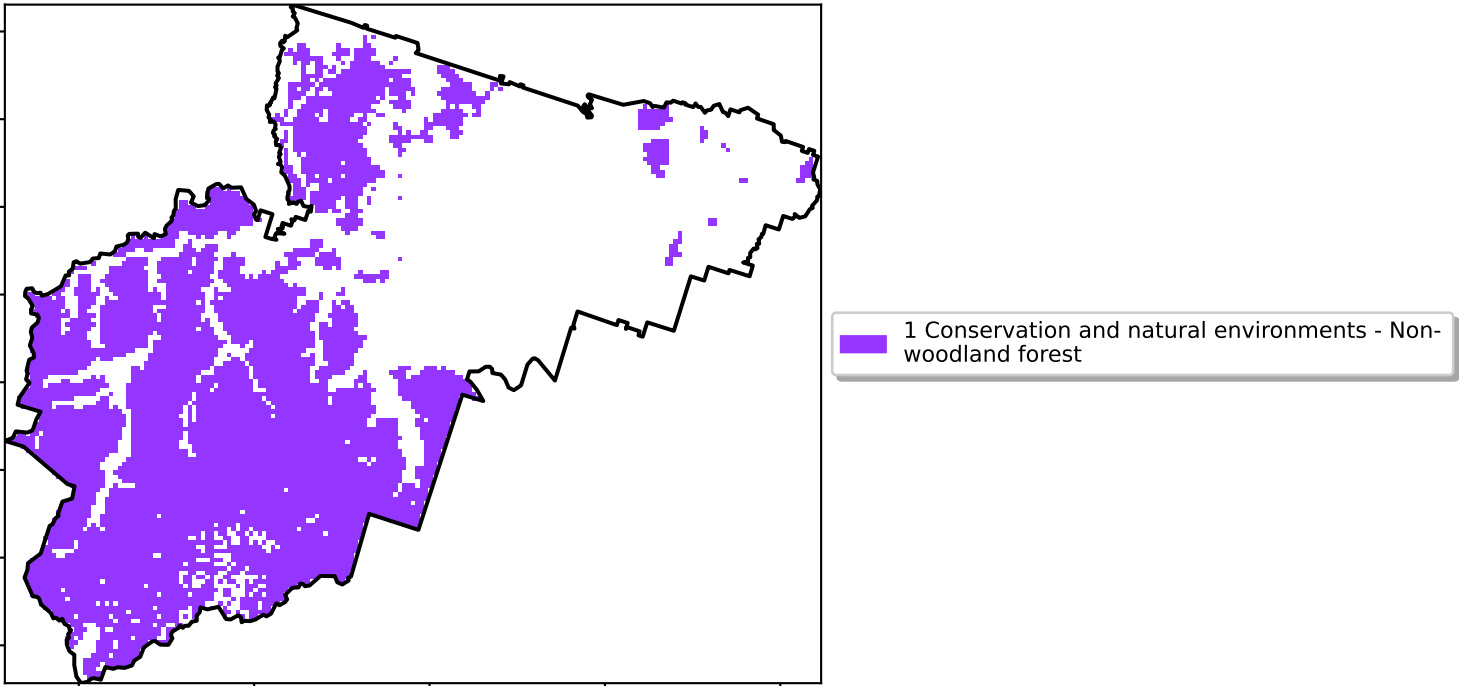 1 Conservation and natural environments - Non-
woodland forest